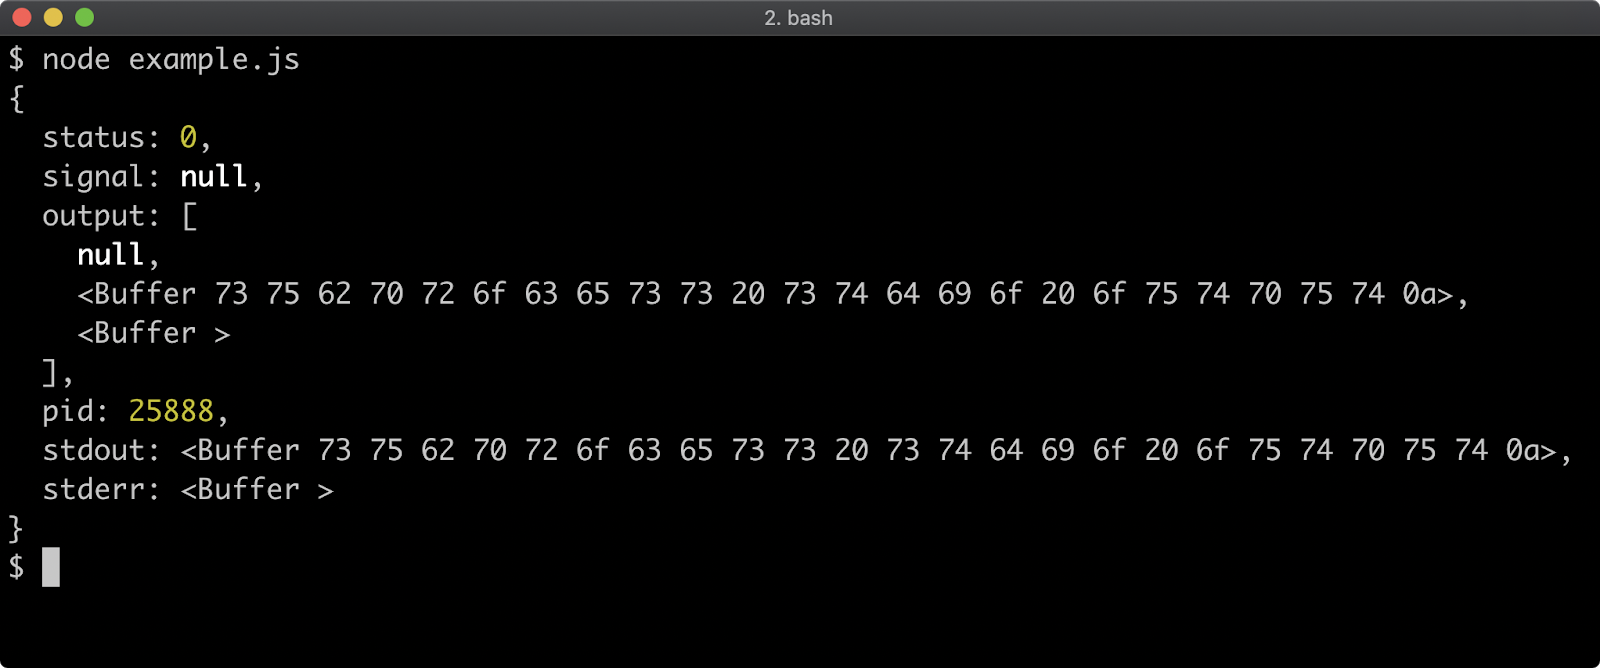 2. bash
$ node example.js
{
  status: 0,
  signal: null,
  output: [
    null,
    <Buffer 73 75 62 70 72 6f 63 65 73 73 20 73 74 64 69 6f 20 6f 75 74 70 75 74 0a>,
    <Buffer >
  ],
  pid: 25888,
  stdout: <Buffer 73 75 62 70 72 6f 63 65 73 73 20 73 74 64 69 6f 20 6f 75 74 70 75 74 0a>,
  stderr: <Buffer >
}
$